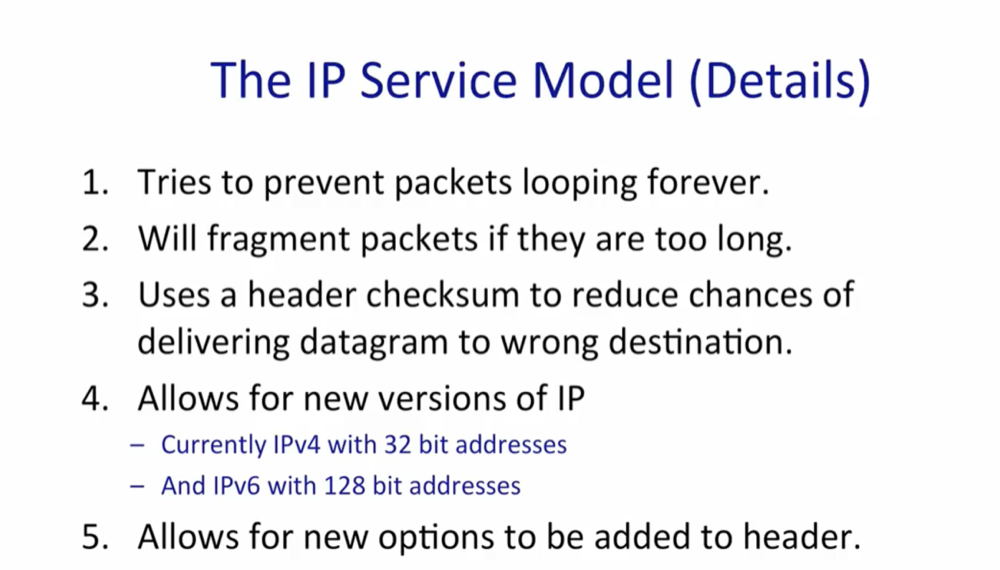 The IP Service Model (Details)
1. Tries to prevent packets looping forever.
2. Will fragment packets if they are too long.
3. Uses a header checksum to reduce chances of
delivering datagram to wrong destination.
4. Allows for new versions of IP
– Currently IPv4 with 32 bit addresses
– And IPv6 with 128 bit addresses
5. Allows for new options to be added to header.